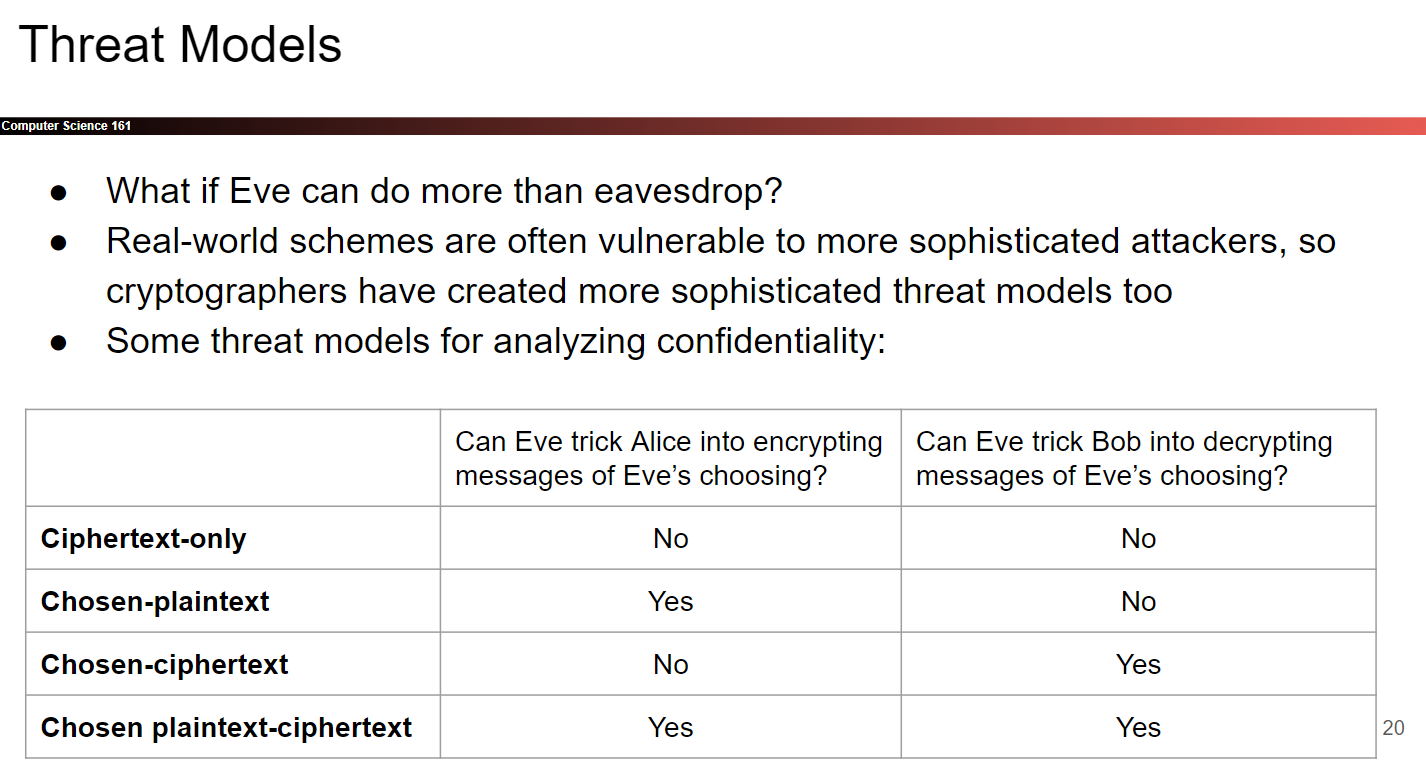 Threat Models
Computer Science 161
● What if Eve can do more than eavesdrop?
● Real-world schemes are often vulnerable to more sophisticated attackers, so
cryptographers have created more sophisticated threat models too
● Some threat models for analyzing confidentiality:
Can Eve trick Alice into encrypting
messages of Eve’s choosing?
Can Eve trick Bob into decrypting
messages of Eve’s choosing?
Ciphertext-only No No
Chosen-plaintext Yes No
Chosen-ciphertext No Yes
Chosen plaintext-ciphertext Yes Yes
20